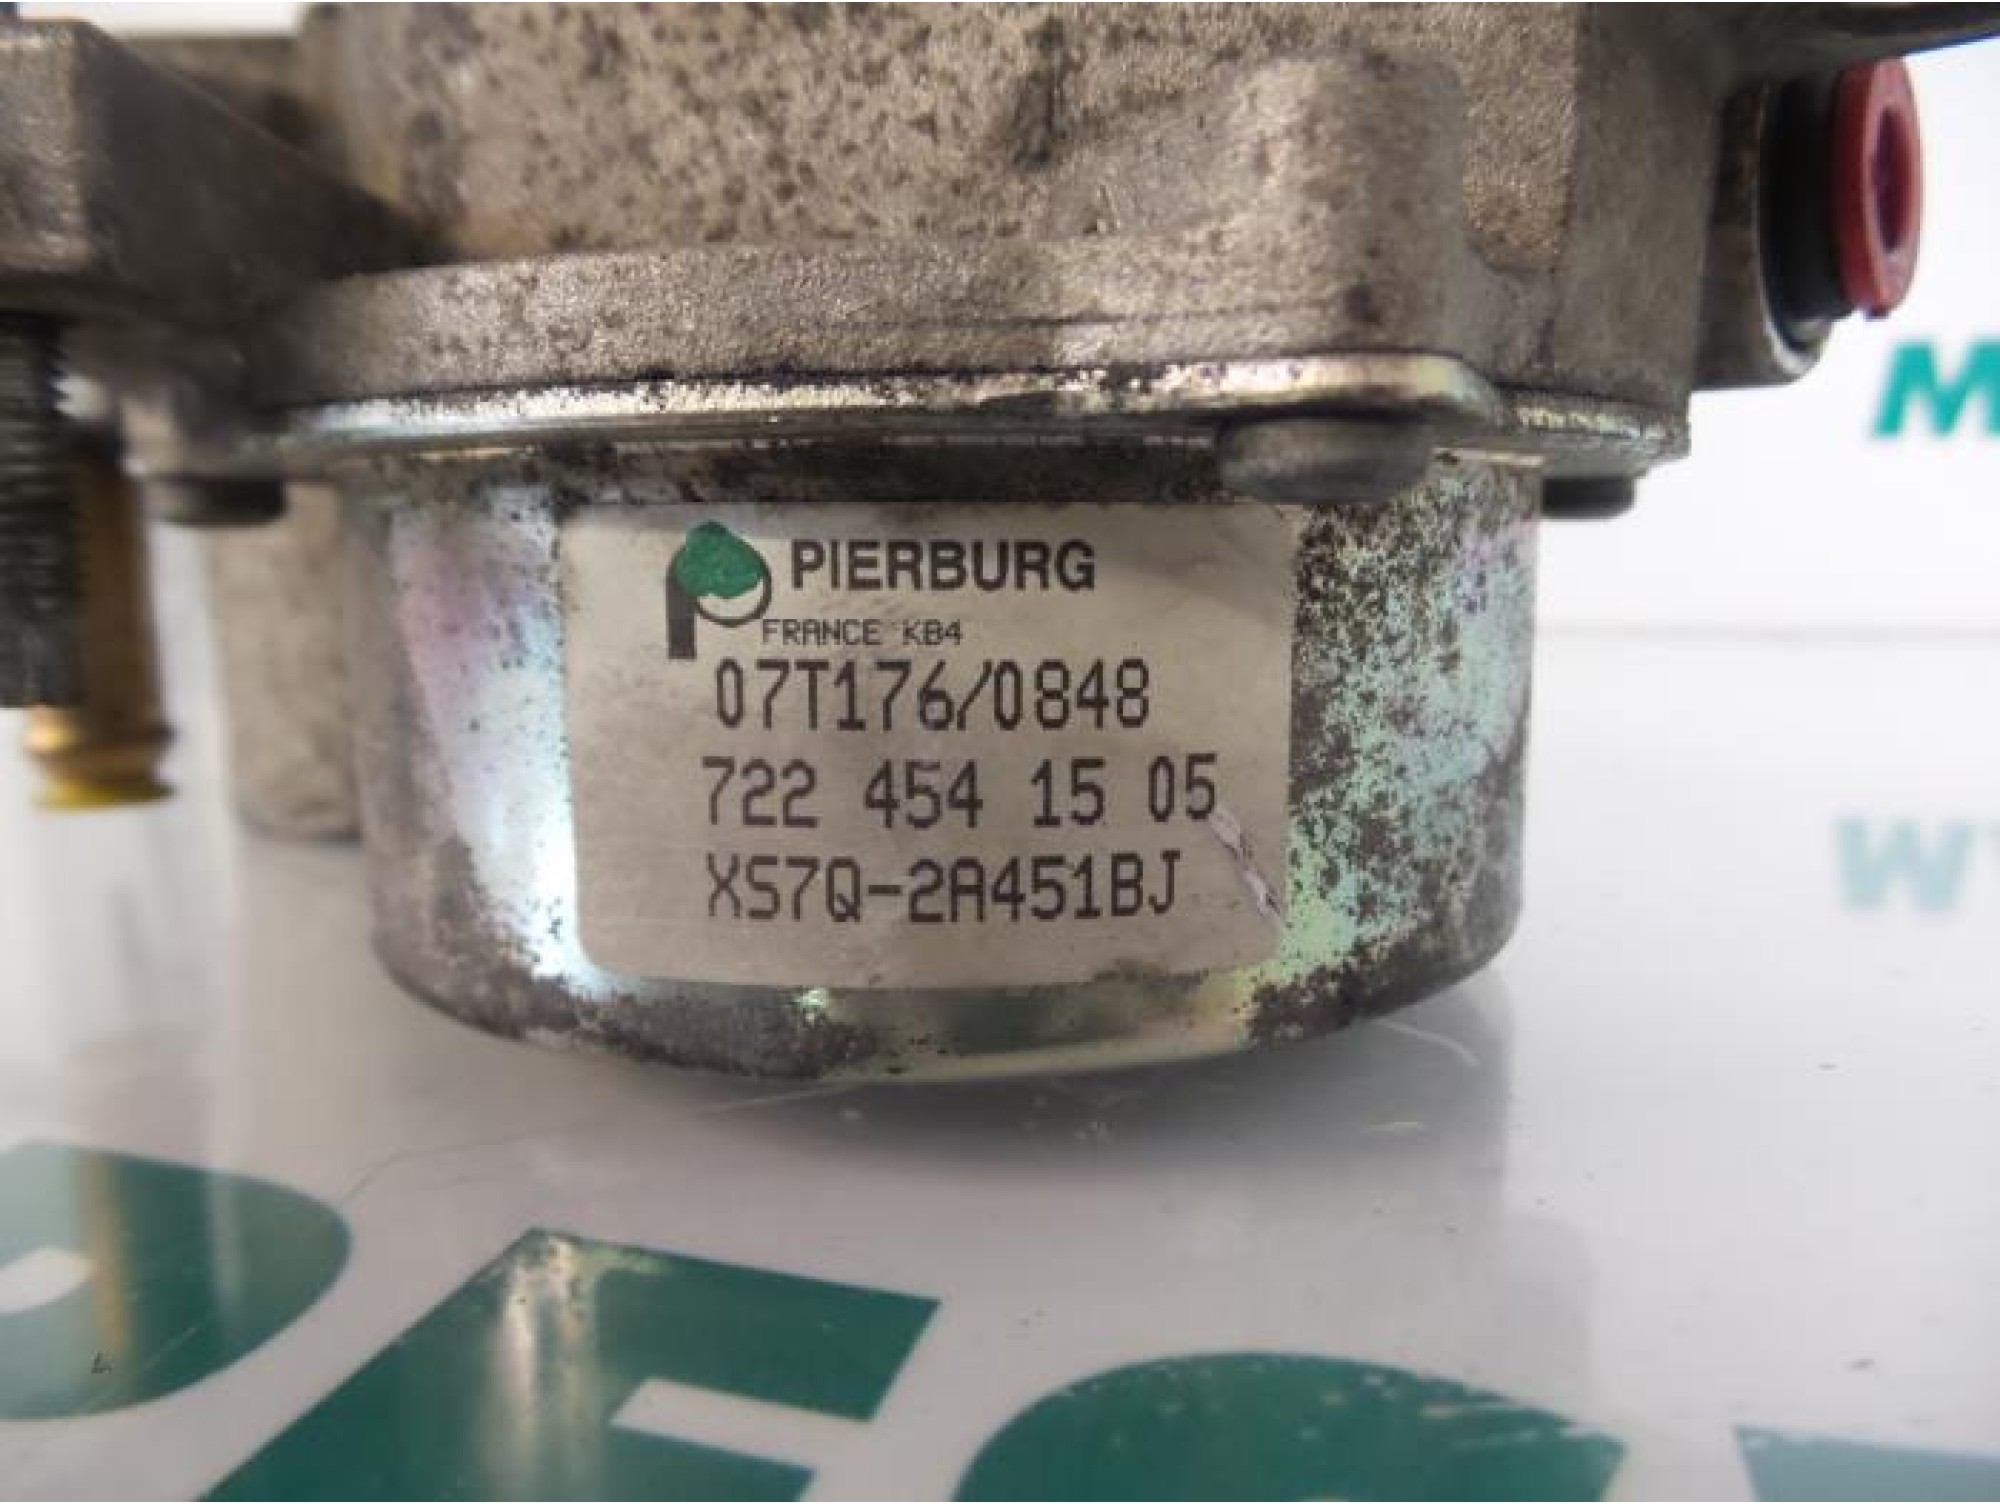 PIERBURG
FRANCE KB4
07T176/0848
722 454 15 05
XS7Q-2A451BJ